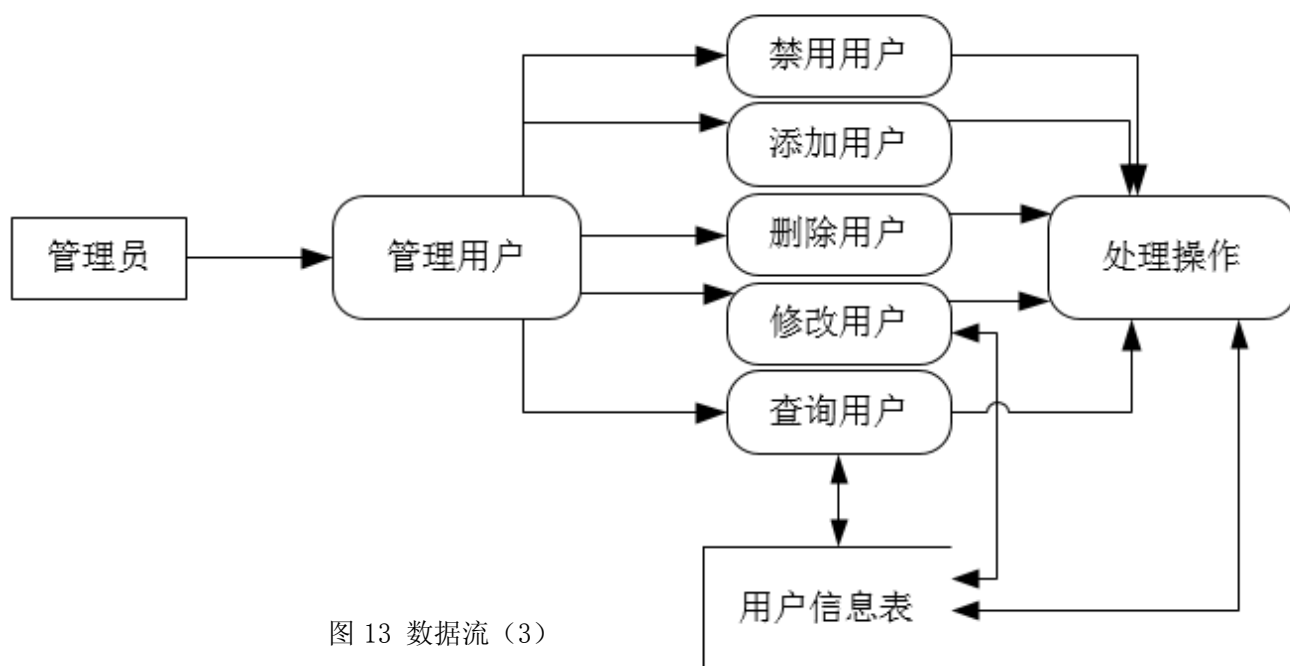 禁用用户
添加用户
管理员
管理用户
删除用户
处理操作
修改用户
查询用户
用户信息表
图 13 数据流（3）